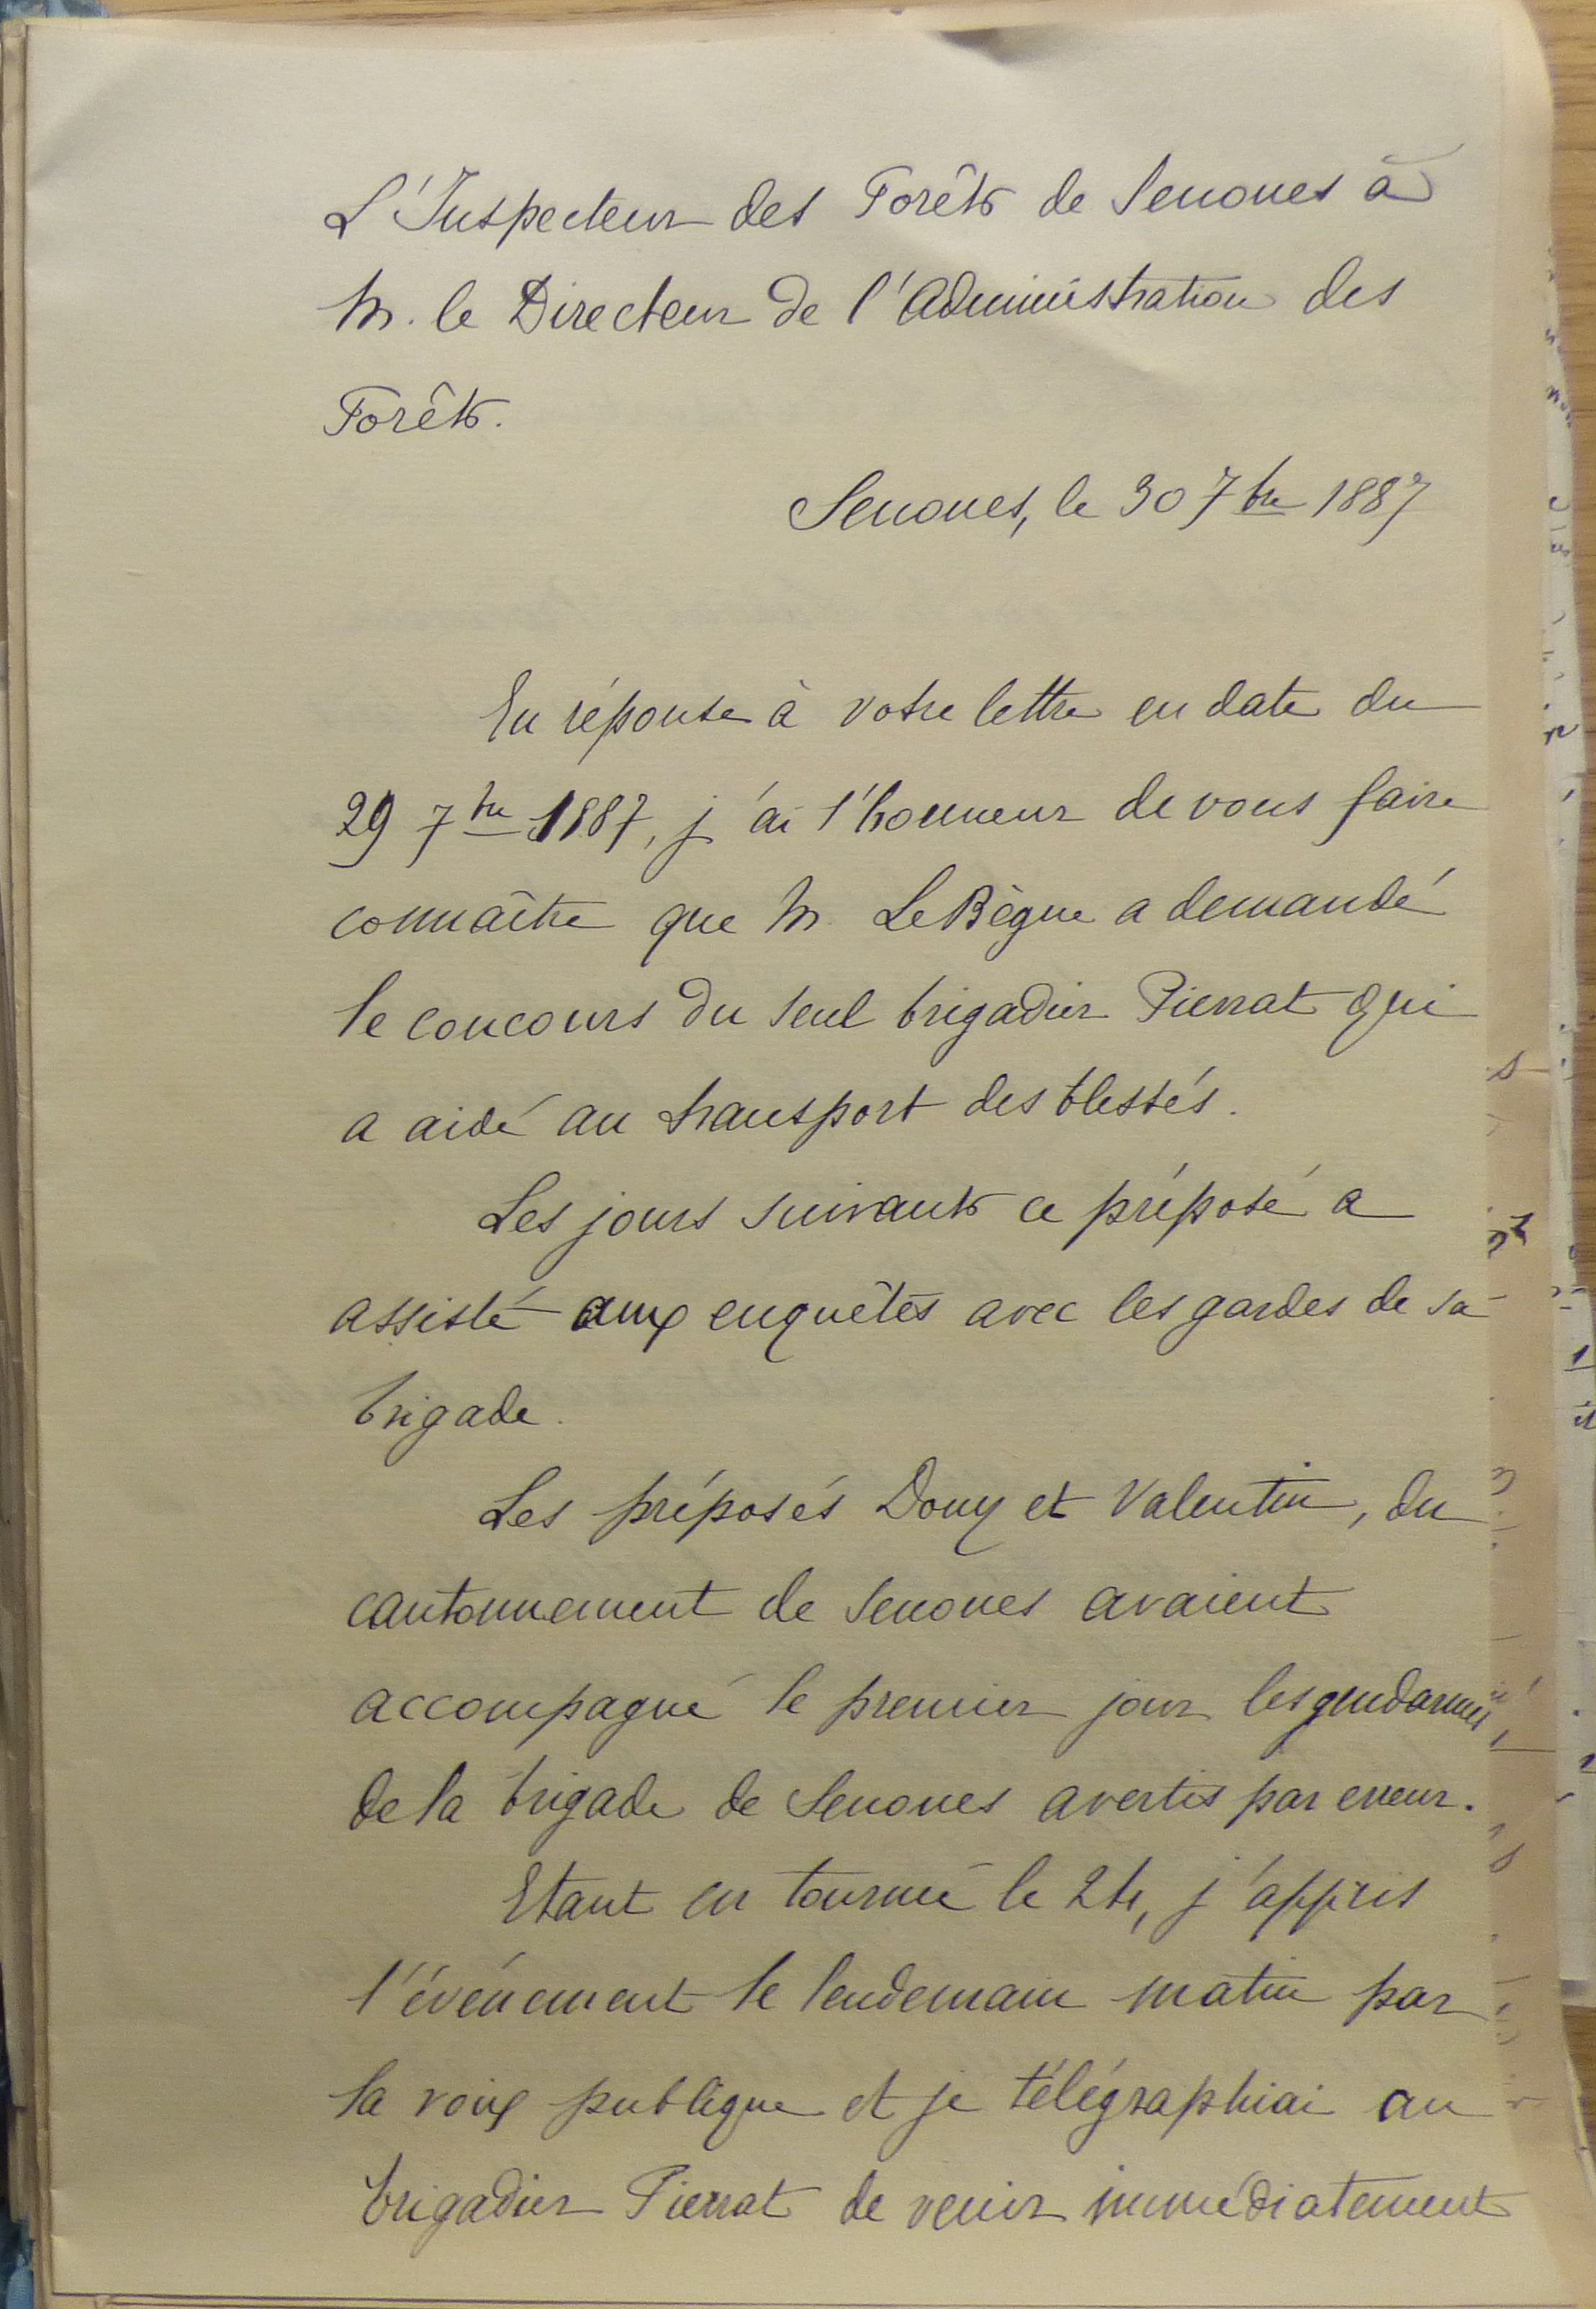 L'Inspecteur des Forêts de Senones à
M. le Directeur de l'Administration des
Forêts.
Senones, le 30 7bre 1887
En réponse à votre lettre en date du
29 7bre 1887, j'ai l'honneur de vous faire
connaître que M. LeBègue a demandé
le concours du seul brigadier Pierrat qui
a aidé au transport des blessés.
Les jours suivants ce préposé a
assisté aux enquêtes avec les gardes de sa
brigade.
Les préposés Douy et Valentin, du
cantonnement de Senones avaient
accompagné le premier jour les gendarmes
de la brigade de Senones avertis par erreur.
Etant en tournée le 24, j'appris
l'événement le lendemain matin par
la voix publique et je télégraphiai au
brigadier Pierrat de venir immédiatement